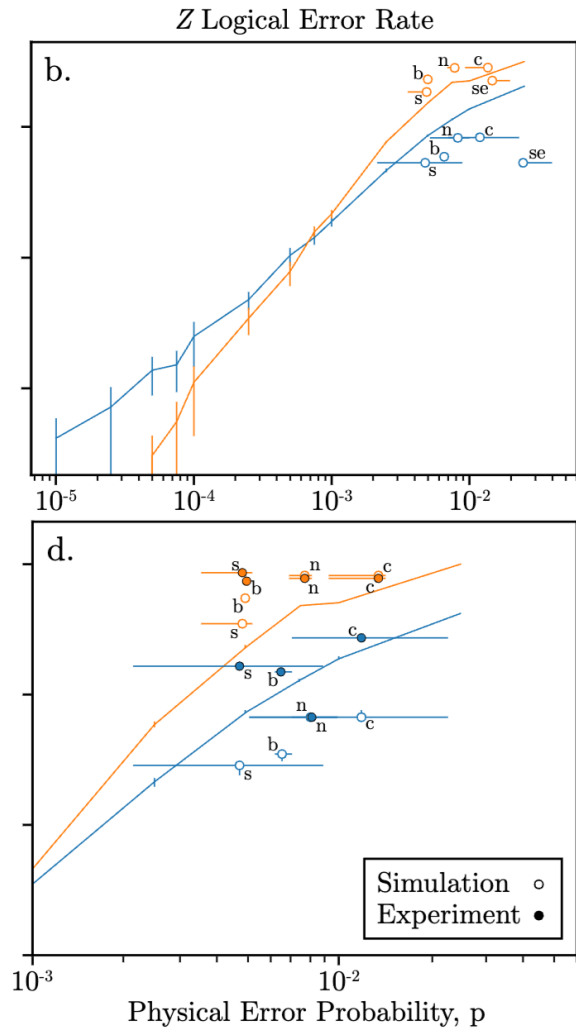 Z Logical Error Rate
b.
n c
b
s se
n c
b se
s
10⁻⁵ 10⁻⁴ 10⁻³ 10⁻²
d.
s n c
b n c
b
s
c
s b
n c
n
b
s
Simulation
Experiment
10⁻³ 10⁻²
Physical Error Probability, p